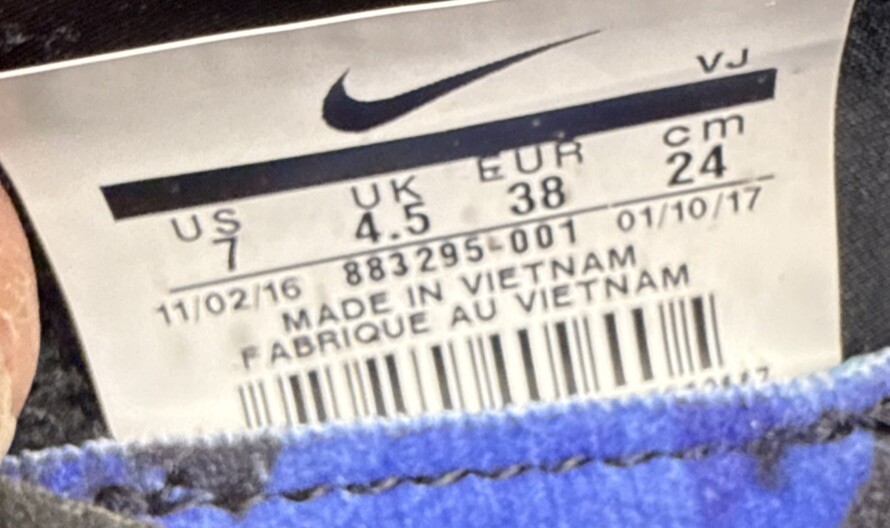 VJ
US UK EUR cm
7 4.5 38 24
11/02/16 883295-001 01/10/17
MADE IN VIETNAM
FABRIQUE AU VIETNAM